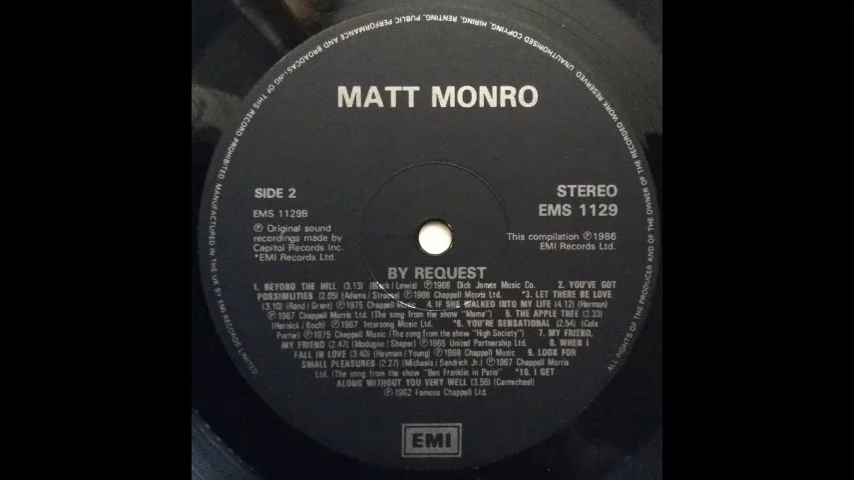 UNAUTHORISED COPYING, HIRING, RENTING, PUBLIC PERFORMANCE AND BROADCASTING OF THIS RECORD PROHIBITED MANUFACTURED IN THE UK BY EMI RECORDS LIMITED
ALL RIGHTS OF THE PRODUCER AND OF THE OWNER OF THE RECORDED WORK RESERVED
MATT MONRO
SIDE 2
EMS 1129B
℗ Original sound
recordings made by
Capitol Records Inc.
*EMI Records Ltd.
STEREO
EMS 1129
This compilation ℗1986
EMI Records Ltd.
BY REQUEST
1. BEYOND THE HILL (3.13) (Black/Lewis) ℗1966 Dick James Music Co. 2. YOU'VE GOT
POSSIBILITIES (2.05) (Adams/Strouse) ℗1966 Chappell Morris Ltd. *3. LET THERE BE LOVE
(3.10) (Rand/Grant) ℗1975 Chappell Music 4. IF SHE WALKED INTO MY LIFE (4.12) (Herman)
℗1967 Chappell Morris Ltd. (The song from the show "Mame") 5. THE APPLE TREE (2.33)
(Harnick/Bock) ℗1967 Intersong Music Ltd. *6. YOU'RE SENSATIONAL (2.54) (Cole
Porter) ℗1975 Chappell Music (The song from the show "High Society") 7. MY FRIEND,
MY FRIEND (2.47) (Modugno/Shaper) ℗1965 United Partnership Ltd. 8. WHEN I
FALL IN LOVE (3.40) (Heyman/Young) ℗1968 Chappell Music 9. LOOK FOR
SMALL PLEASURES (2.27) (Michaels/Sandrich Jr.) ℗1967 Chappell Morris
Ltd. (The song from the show "Ben Franklin in Paris" *10. I GET
ALONG WITHOUT YOU VERY WELL (3.56) (Carmichael)
℗1962 Famous Chappell Ltd.
EMI